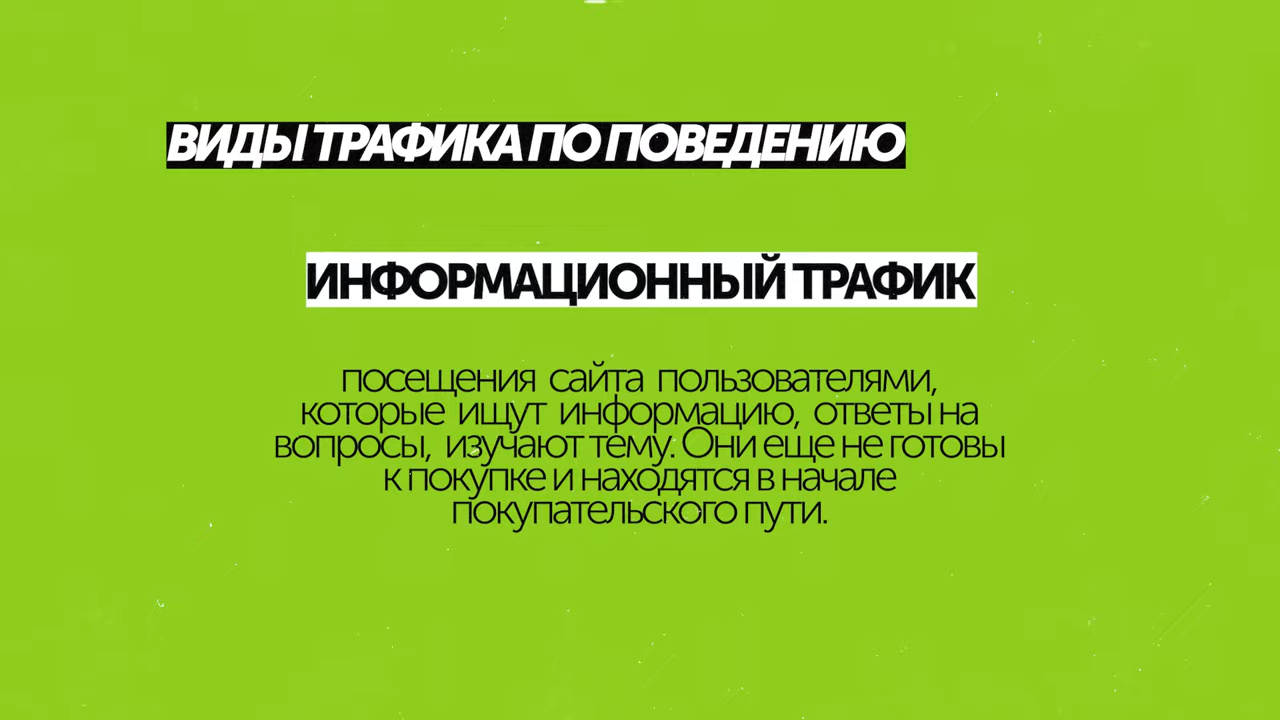 ВИДЫ ТРАФИКА ПО ПОВЕДЕНИЮ
ИНФОРМАЦИОННЫЙ ТРАФИК
посещения сайта пользователями,
которые ищут информацию, ответы на
вопросы, изучают тему. Они еще не готовы
к покупке и находятся в начале
покупательского пути.